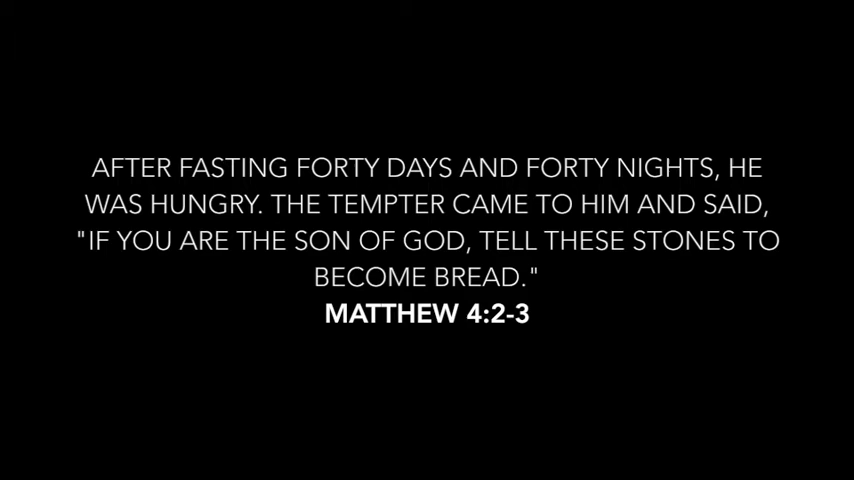 AFTER FASTING FORTY DAYS AND FORTY NIGHTS, HE
WAS HUNGRY. THE TEMPTER CAME TO HIM AND SAID,
"IF YOU ARE THE SON OF GOD, TELL THESE STONES TO
BECOME BREAD."
MATTHEW 4:2-3